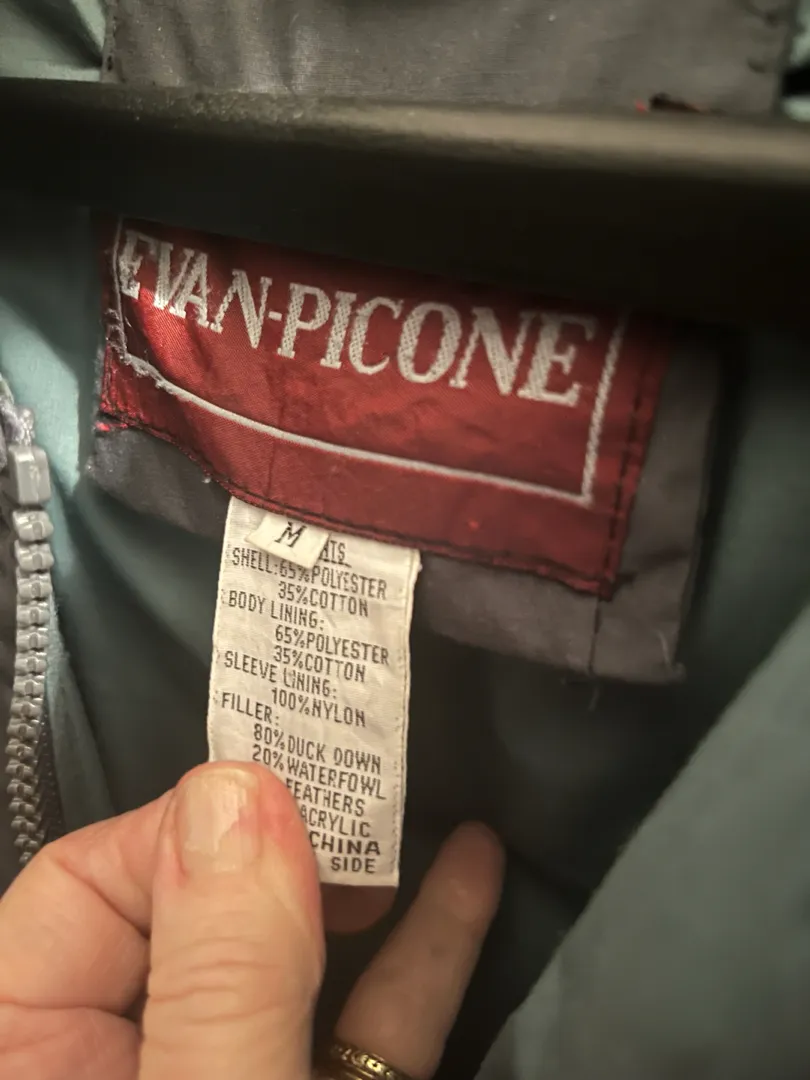 EVAN-PICONE
M
SHELL:65%POLYESTER
35%COTTON
BODY LINING:
65%POLYESTER
35%COTTON
SLEEVE LINING:
100%NYLON
FILLER:
80%DUCK DOWN
20%WATERFOWL
FEATHERS
ACRYLIC
CHINA
SIDE